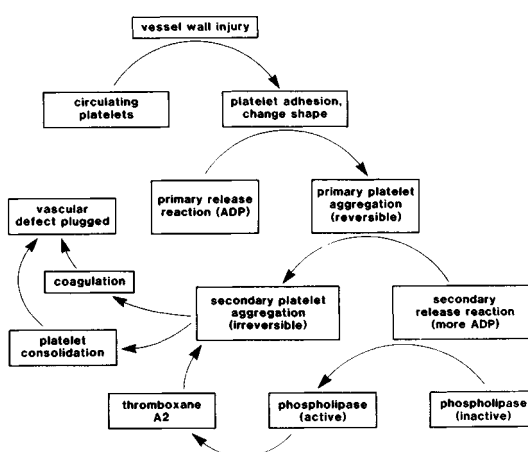 vessel wall injury
circulating
platelets
platelet adhesion,
change shape
primary release
reaction (ADP)
primary platelet
aggregation
(reversible)
vascular
defect plugged
coagulation
secondary platelet
aggregation
(irreversible)
secondary
release reaction
(more ADP)
platelet
consolidation
thromboxane
A2
phospholipase
(active)
phospholipase
(inactive)